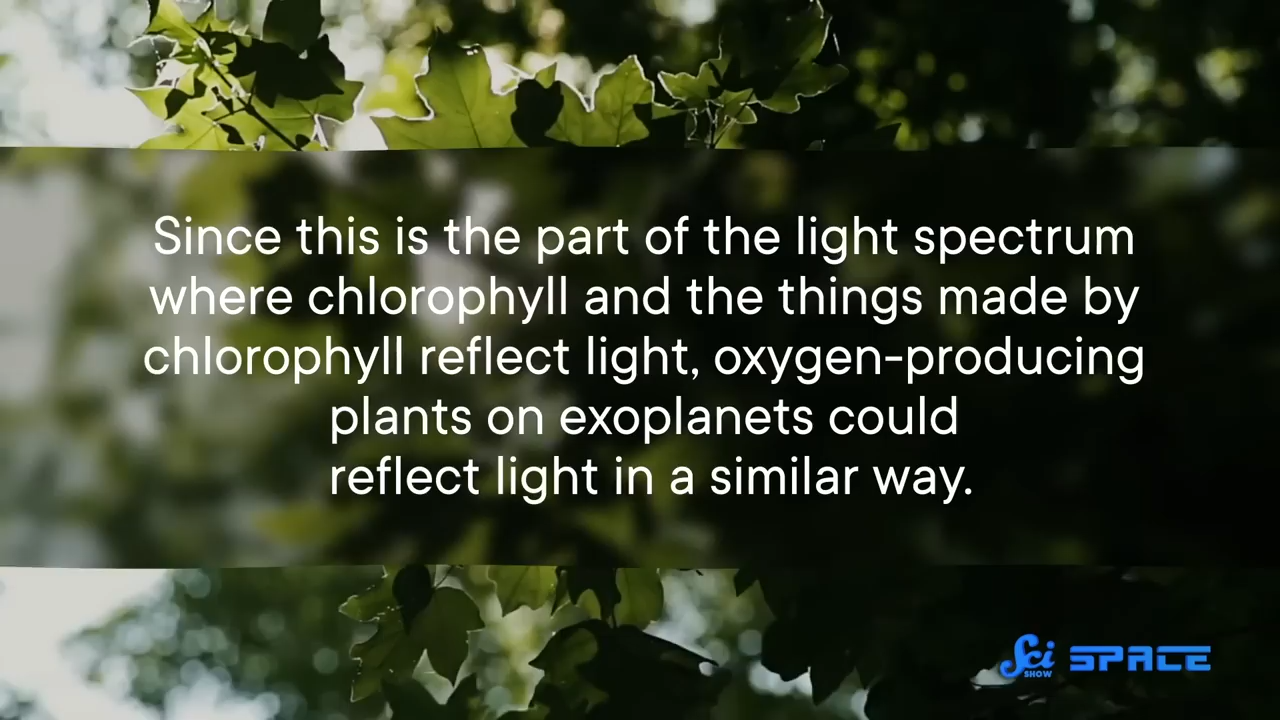 Since this is the part of the light spectrum
where chlorophyll and the things made by
chlorophyll reflect light, oxygen-producing
plants on exoplanets could
reflect light in a similar way.
Sci SHOW SPACE